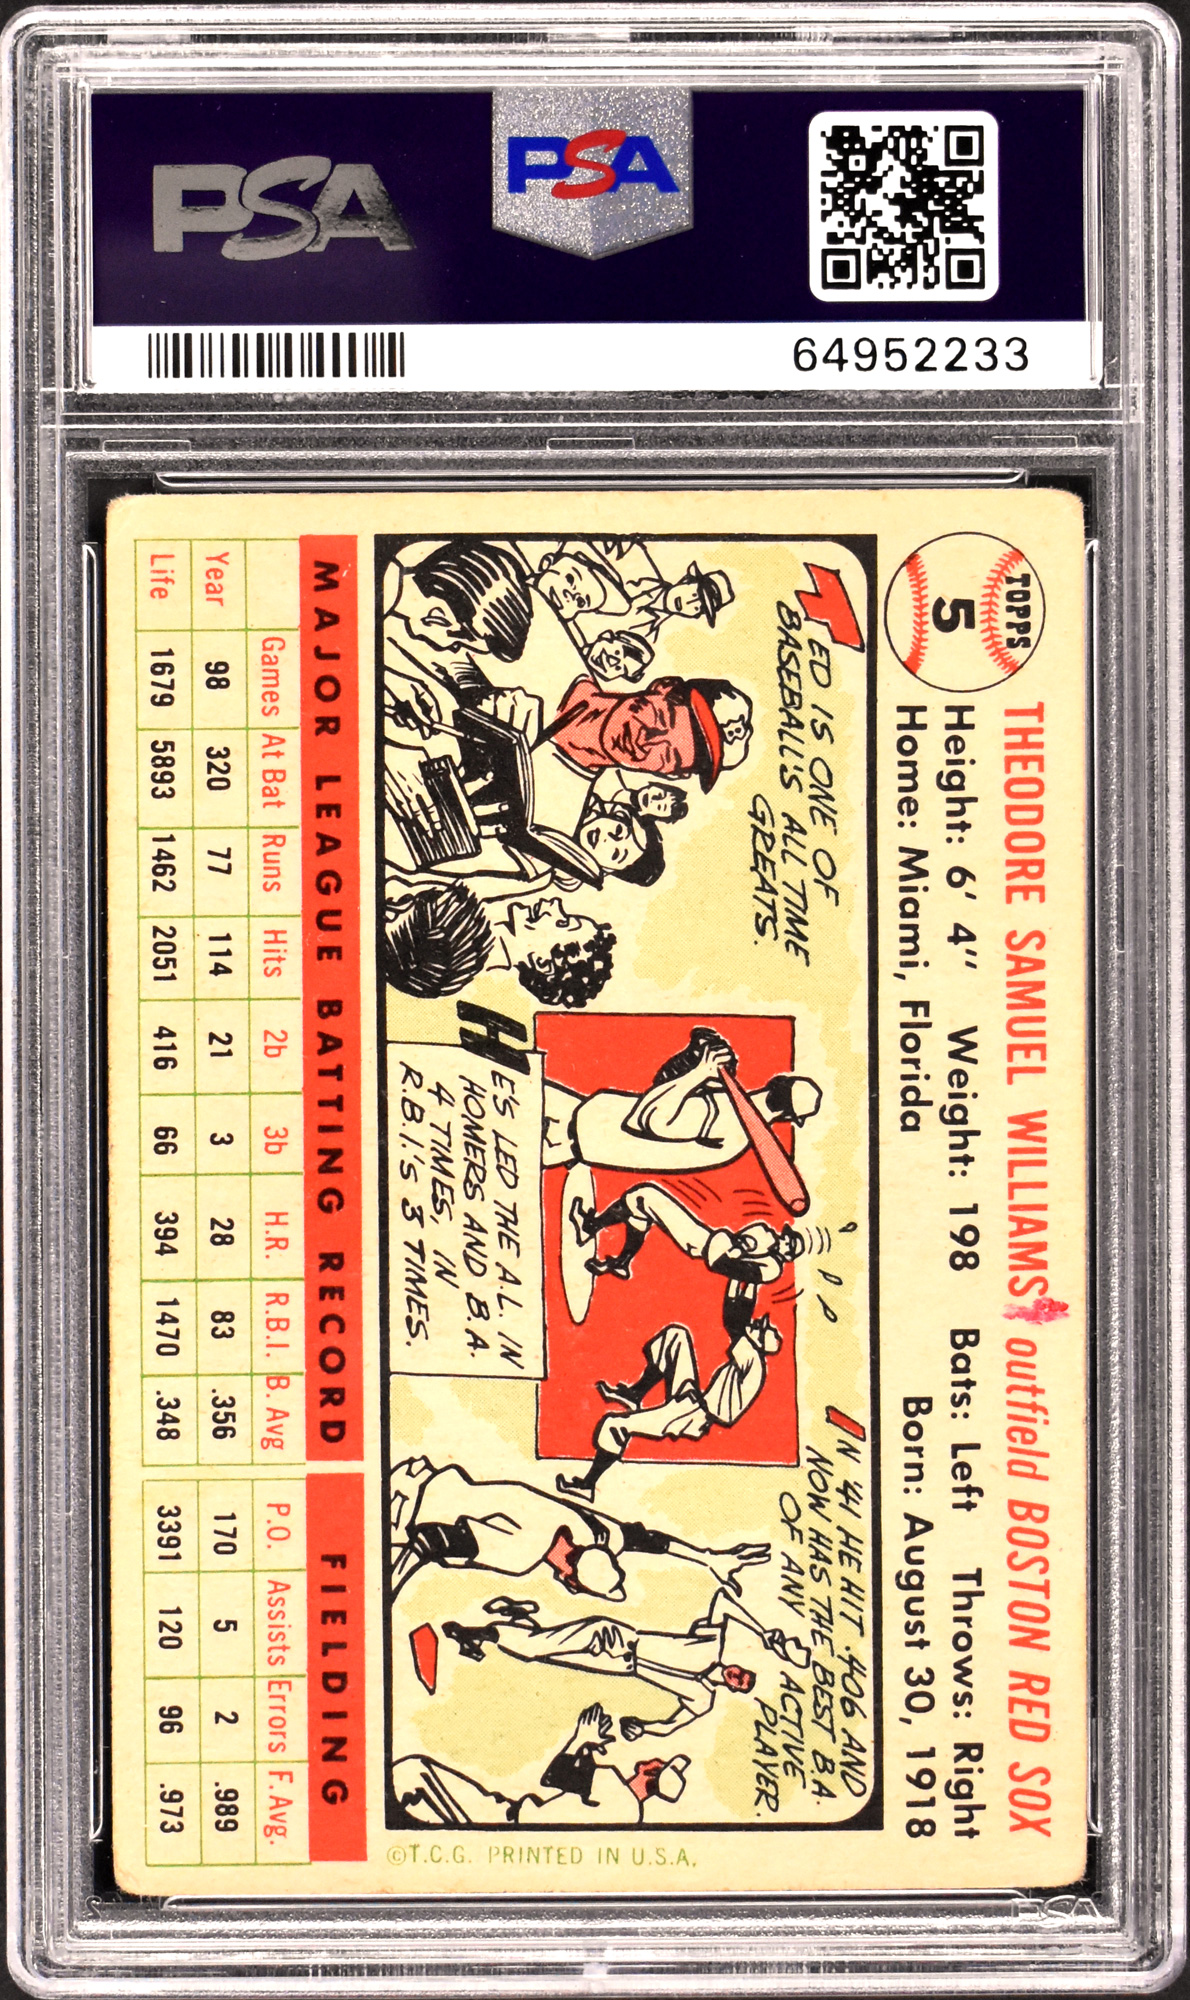 PSA
PSA
64952233
TOPPS
5
THEODORE SAMUEL WILLIAMS outfield BOSTON RED SOX
Height: 6' 4" Weight: 198 Bats: Left Throws: Right
Home: Miami, Florida Born: August 30, 1918
TED IS ONE OF
BASEBALL'S ALL TIME
GREATS.
HE'S LED THE A.L. IN
HOMERS AND B.A.
4 TIMES, IN
R.B.I.'S 3 TIMES.
IN '41 HE HIT .406 AND
NOW HAS THE BEST B.A.
OF ANY ACTIVE
PLAYER.
MAJOR LEAGUE BATTING RECORD FIELDING
Games At Bat Runs Hits 2b 3b H.R. R.B.I. B. Avg P.O. Assists Errors F. Avg.
Year 98 320 77 114 21 3 28 83 .356 170 5 2 .989
Life 1679 5893 1462 2051 416 66 394 1470 .348 3391 120 96 .973
©T.C.G. PRINTED IN U.S.A.
PSA